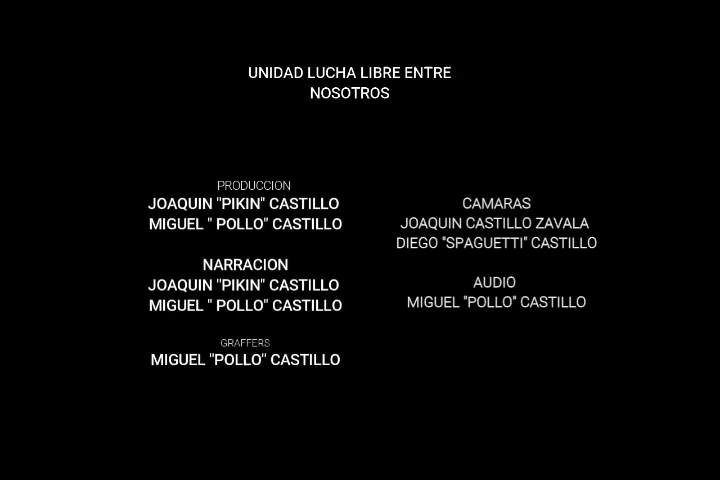 UNIDAD LUCHA LIBRE ENTRE
NOSOTROS
PRODUCCION
JOAQUIN "PIKIN" CASTILLO
MIGUEL " POLLO" CASTILLO
NARRACION
JOAQUIN "PIKIN" CASTILLO
MIGUEL " POLLO" CASTILLO
GRAFFERS
MIGUEL "POLLO" CASTILLO
CAMARAS
JOAQUIN CASTILLO ZAVALA
DIEGO "SPAGUETTI" CASTILLO
AUDIO
MIGUEL "POLLO" CASTILLO